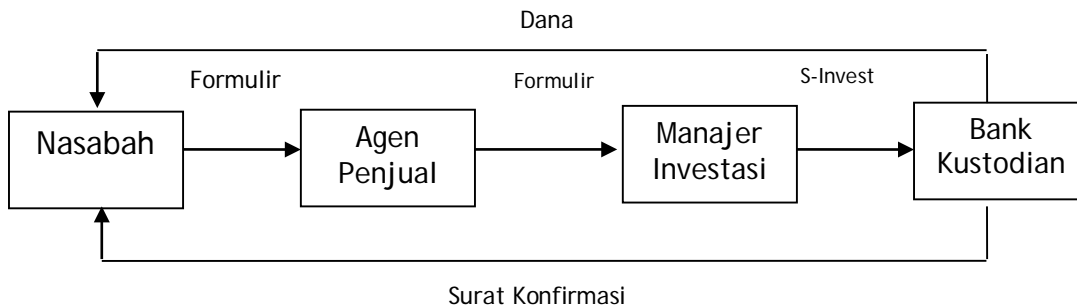 Dana
Formulir
Formulir
S-Invest
Nasabah
Agen
Penjual
Manajer
Investasi
Bank
Kustodian
Surat Konfirmasi